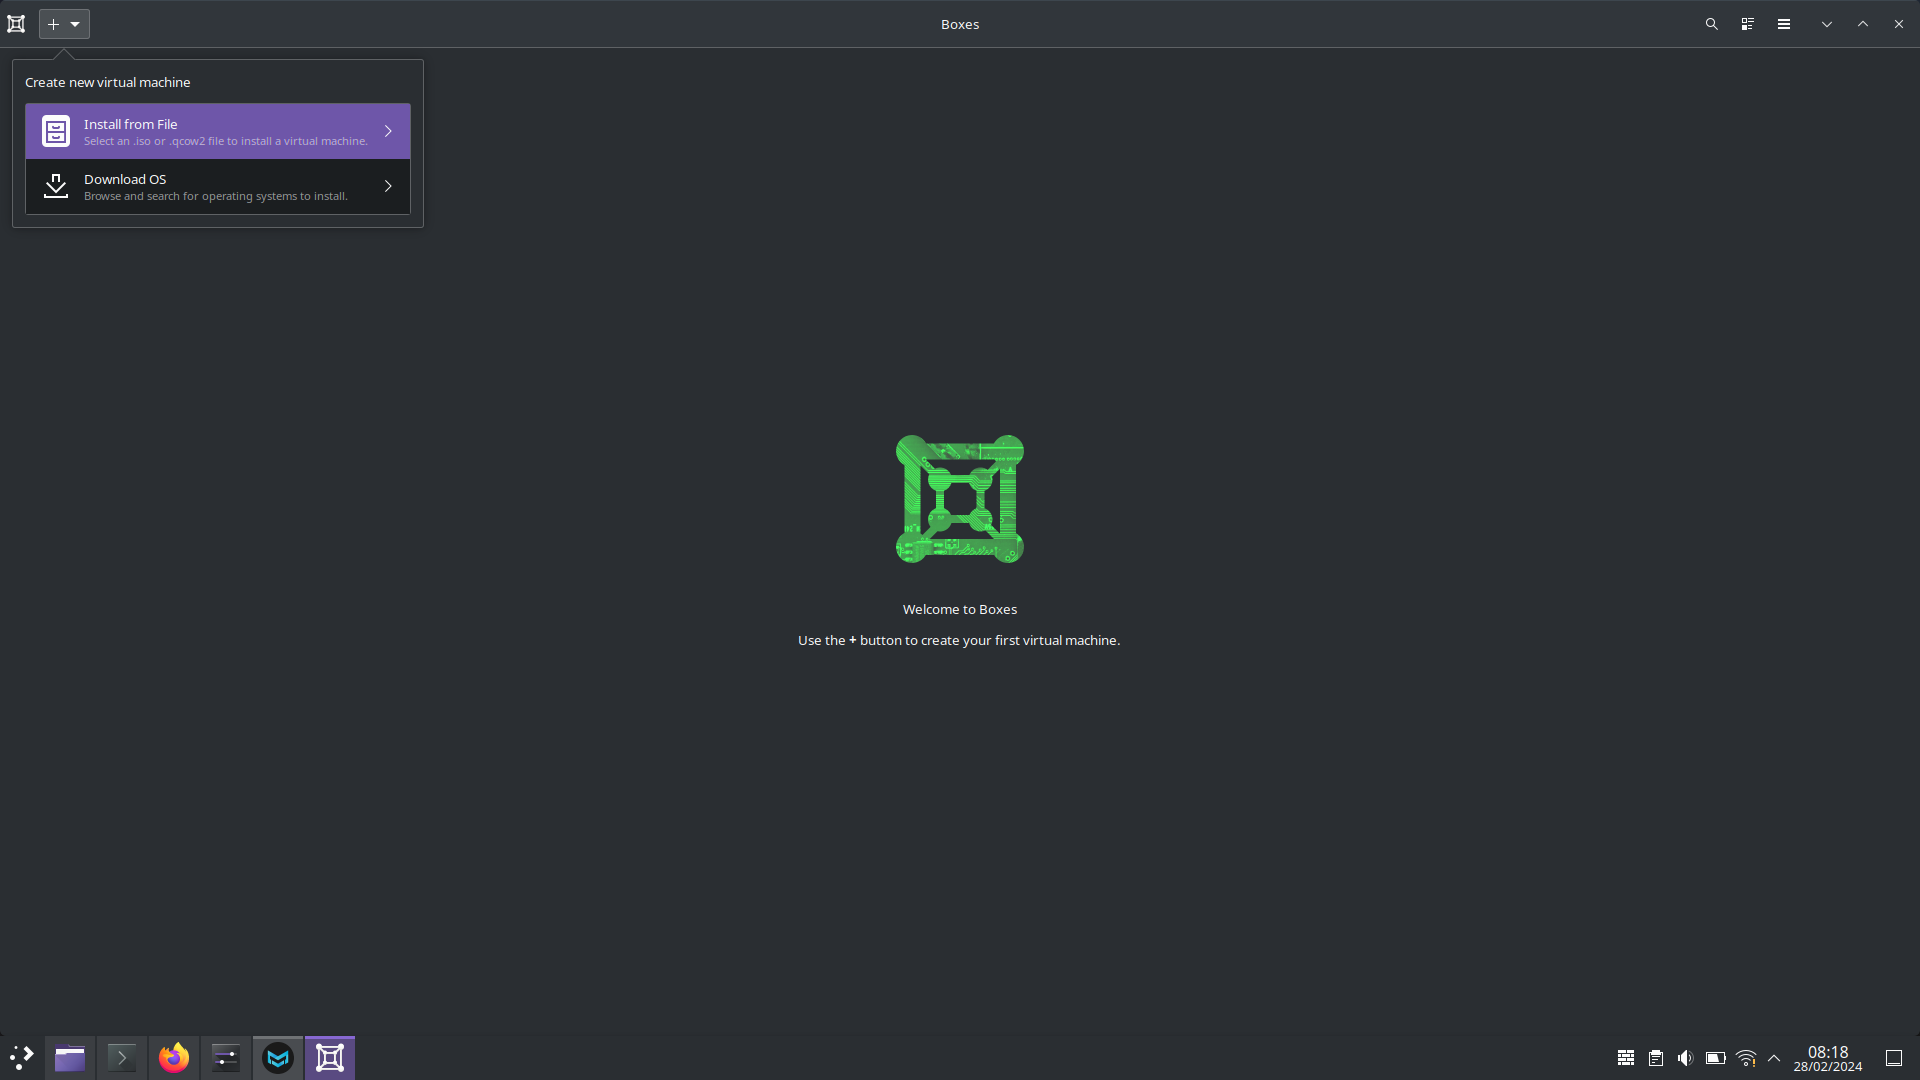 Boxes
Create new virtual machine
Install from File
Select an .iso or .qcow2 file to install a virtual machine.
Download OS
Browse and search for operating systems to install.
Welcome to Boxes
Use the + button to create your first virtual machine.
08:18
28/02/2024